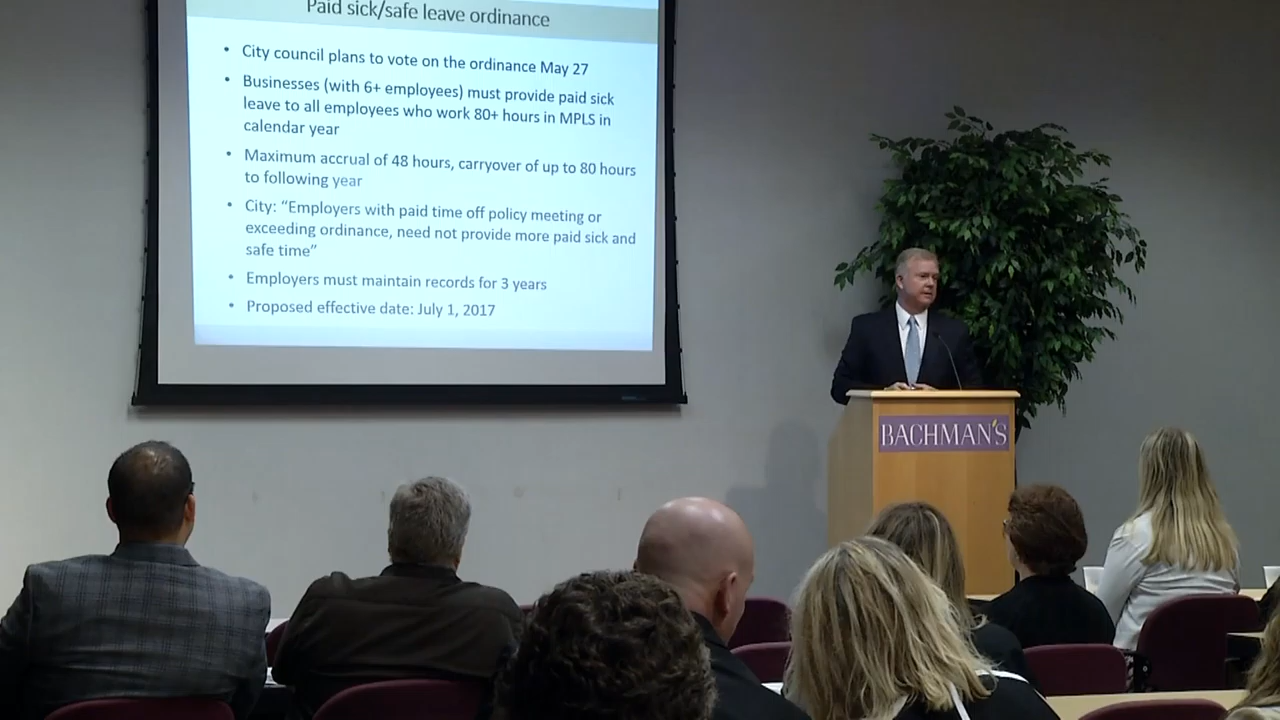 Paid sick/safe leave ordinance
• City council plans to vote on the ordinance May 27
• Businesses (with 6+ employees) must provide paid sick
leave to all employees who work 80+ hours in MPLS in
calendar year
• Maximum accrual of 48 hours, carryover of up to 80 hours
to following year
• City: “Employers with paid time off policy meeting or
exceeding ordinance, need not provide more paid sick and
safe time”
• Employers must maintain records for 3 years
• Proposed effective date: July 1, 2017
BACHMAN'S